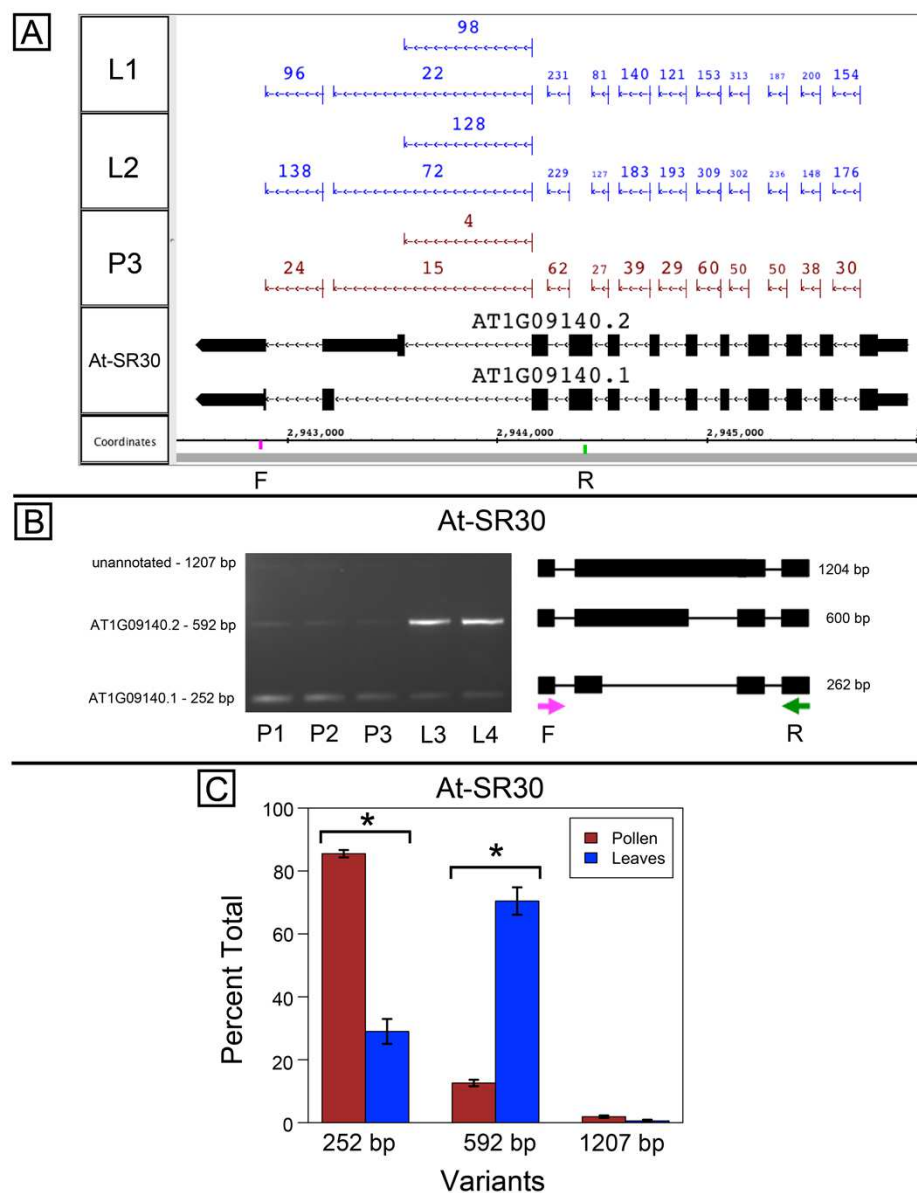 A
L1
98
96 22 231 81 140 121 153 313 187 200 154
L2
128
138 72 229 127 183 193 309 302 236 148 176
P3
4
24 15 62 27 39 29 60 50 50 38 30
At-SR30
AT1G09140.2
AT1G09140.1
Coordinates
2,943,000 2,944,000 2,945,000
F R
B
At-SR30
unannotated - 1207 bp
1204 bp
AT1G09140.2 - 592 bp
600 bp
AT1G09140.1 - 252 bp
262 bp
P1 P2 P3 L3 L4
F R
C
At-SR30
100
80
60
40
20
0
Percent Total
* *
Pollen
Leaves
252 bp 592 bp 1207 bp
Variants